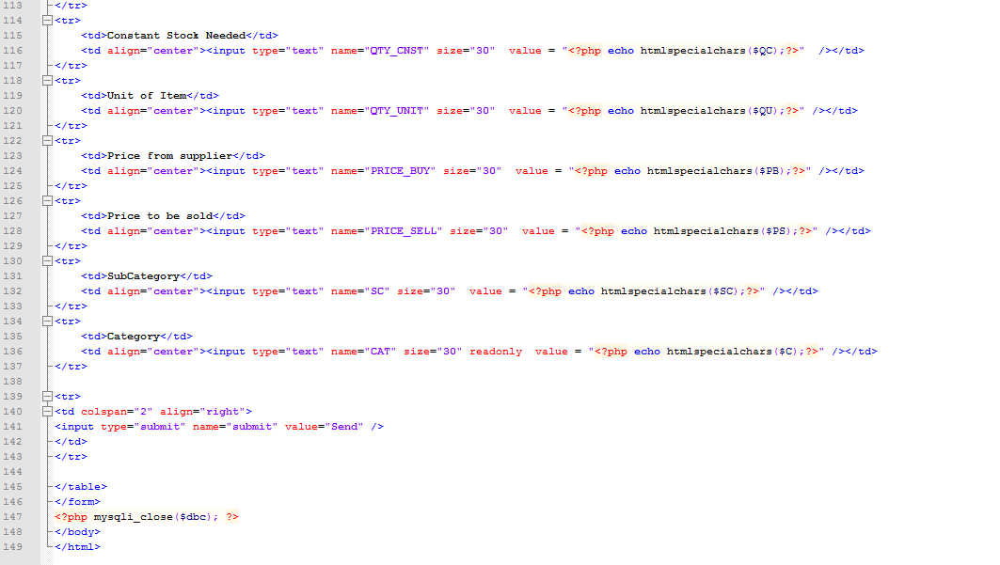 113 </tr>
114 <tr>
115 <td>Constant Stock Needed</td>
116 <td align="center"><input type="text" name="QTY_CNST" size="30"  value = "<?php echo htmlspecialchars($QC);?>"  /></td>
117 </tr>
118 <tr>
119 <td>Unit of Item</td>
120 <td align="center"><input type="text" name="QTY_UNIT" size="30"  value = "<?php echo htmlspecialchars($QU);?>" /></td>
121 </tr>
122 <tr>
123 <td>Price from supplier</td>
124 <td align="center"><input type="text" name="PRICE_BUY" size="30"  value = "<?php echo htmlspecialchars($PB);?>" /></td>
125 </tr>
126 <tr>
127 <td>Price to be sold</td>
128 <td align="center"><input type="text" name="PRICE_SELL" size="30"  value = "<?php echo htmlspecialchars($PS);?>" /></td>
129 </tr>
130 <tr>
131 <td>SubCategory</td>
132 <td align="center"><input type="text" name="SC" size="30"  value = "<?php echo htmlspecialchars($SC);?>" /></td>
133 </tr>
134 <tr>
135 <td>Category</td>
136 <td align="center"><input type="text" name="CAT" size="30" readonly  value = "<?php echo htmlspecialchars($C);?>" /></td>
137 </tr>
138
139 <tr>
140 <td colspan="2" align="right">
141 <input type="submit" name="submit" value="Send" />
142 </td>
143 </tr>
144
145 </table>
146 </form>
147 <?php mysqli_close($dbc); ?>
148 </body>
149 </html>